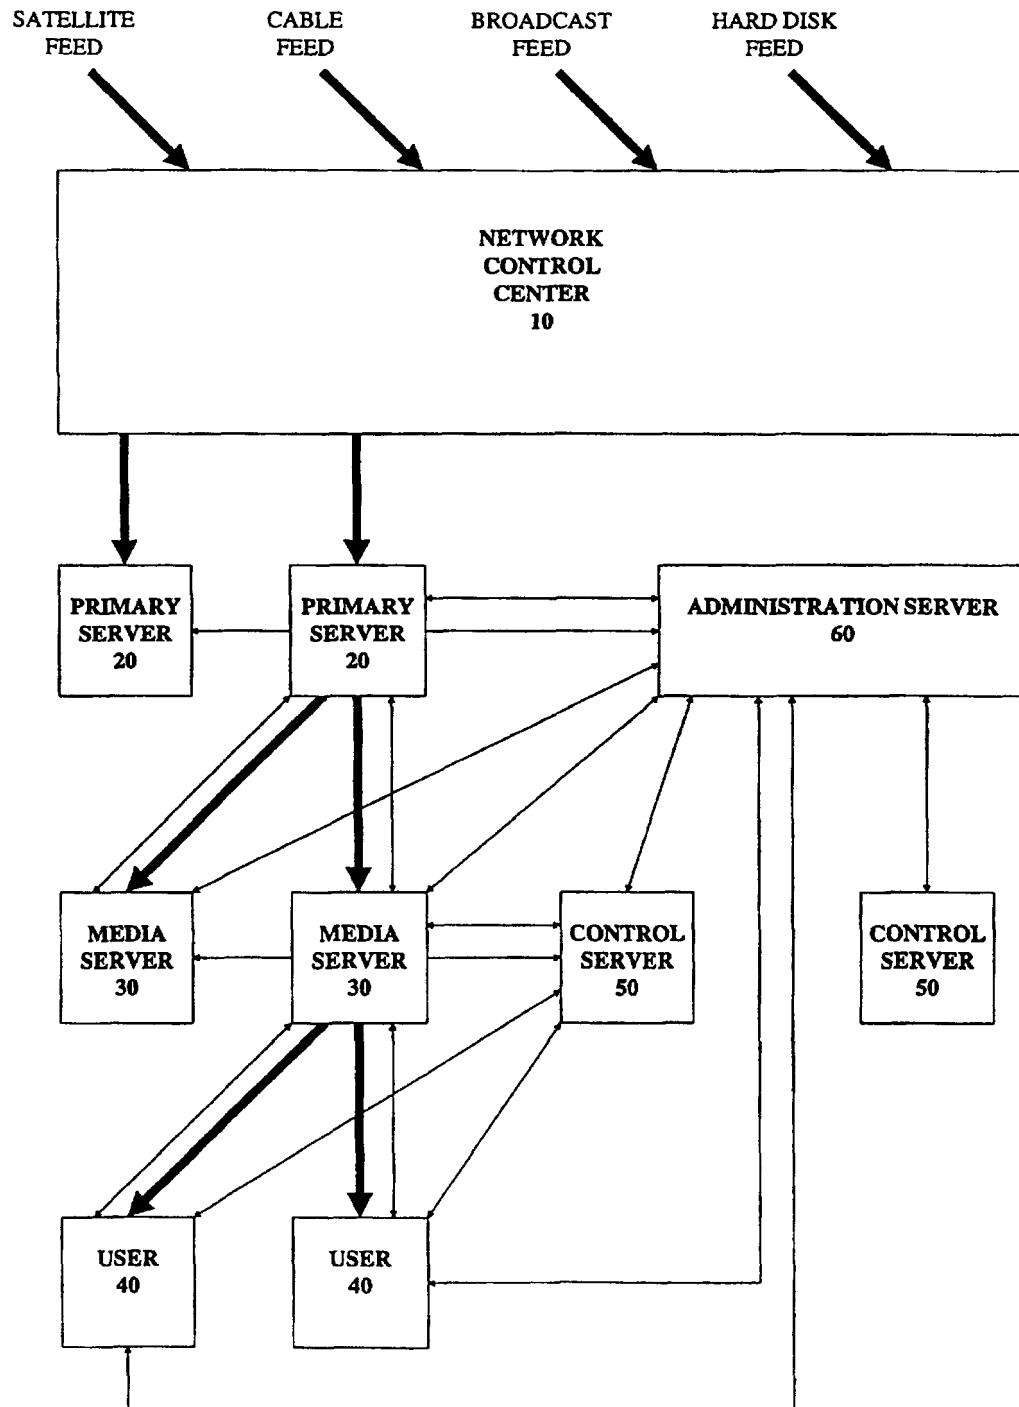 SATELLITE
FEED
CABLE
FEED
BROADCAST
FEED
HARD DISK
FEED
NETWORK
CONTROL
CENTER
10
PRIMARY
SERVER
20
PRIMARY
SERVER
20
ADMINISTRATION SERVER
60
MEDIA
SERVER
30
MEDIA
SERVER
30
CONTROL
SERVER
50
CONTROL
SERVER
50
USER
40
USER
40